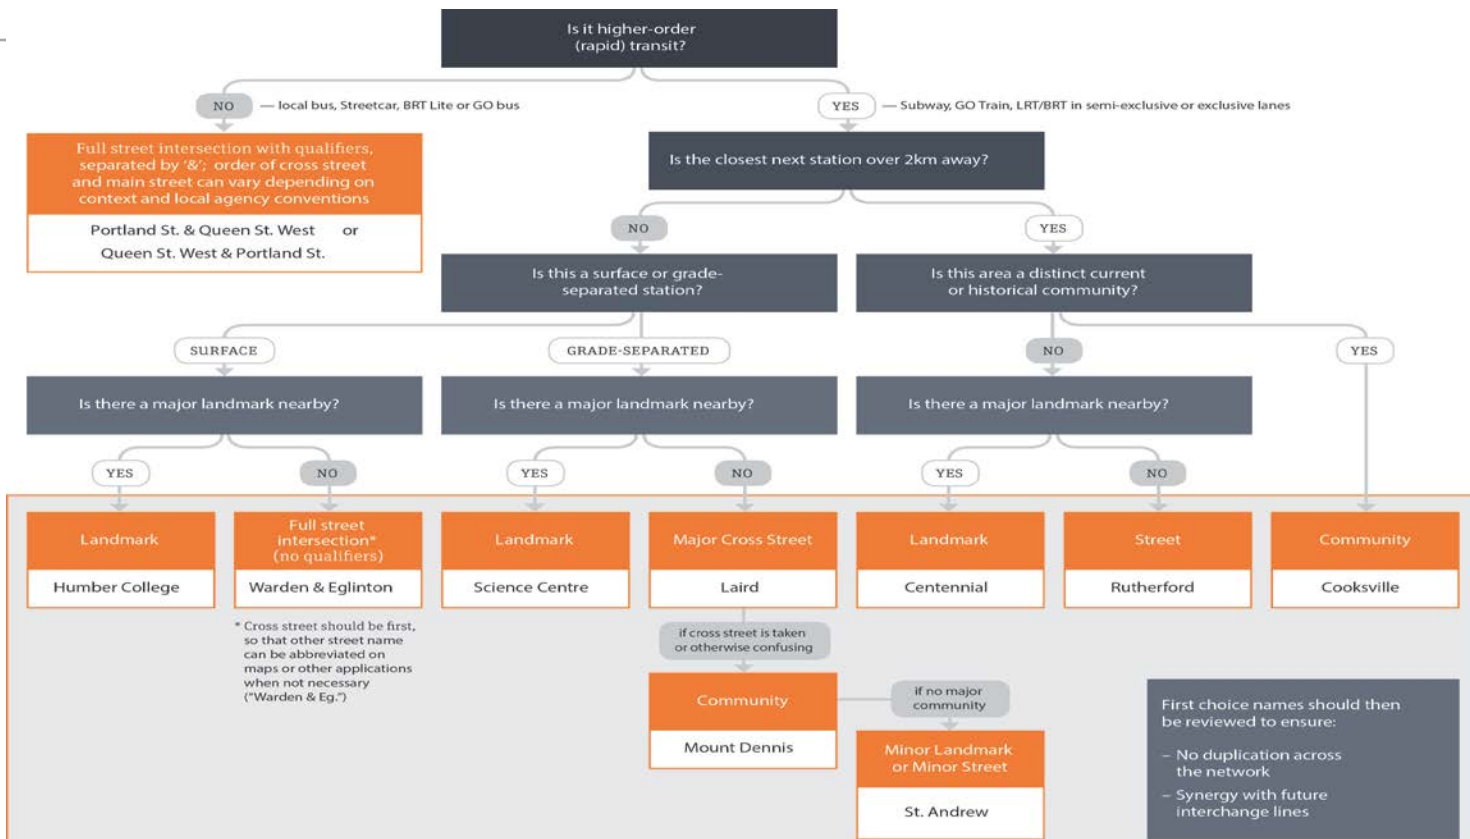 Is it higher-order
(rapid) transit?
NO
— local bus, Streetcar, BRT Lite or GO bus
YES
— Subway, GO Train, LRT/BRT in semi-exclusive or exclusive lanes
Full street intersection with qualifiers,
separated by ‘&’; order of cross street
and main street can vary depending on
context and local agency conventions
Portland St. & Queen St. West or
Queen St. West & Portland St.
Is the closest next station over 2km away?
NO
YES
Is this a surface or grade-
separated station?
Is this area a distinct current
or historical community?
SURFACE
GRADE-SEPARATED
NO
YES
Is there a major landmark nearby?
Is there a major landmark nearby?
Is there a major landmark nearby?
YES
NO
YES
NO
YES
NO
Landmark
Humber College
Full street
intersection*
(no qualifiers)
Warden & Eglinton
* Cross street should be first,
so that other street name
can be abbreviated on
maps or other applications
when not necessary
(“Warden & Eg.”)
Landmark
Science Centre
Major Cross Street
Laird
Landmark
Centennial
Street
Rutherford
Community
Cooksville
if cross street is taken
or otherwise confusing
Community
Mount Dennis
if no major
community
Minor Landmark
or Minor Street
St. Andrew
First choice names should then
be reviewed to ensure:
– No duplication across
the network
– Synergy with future
interchange lines